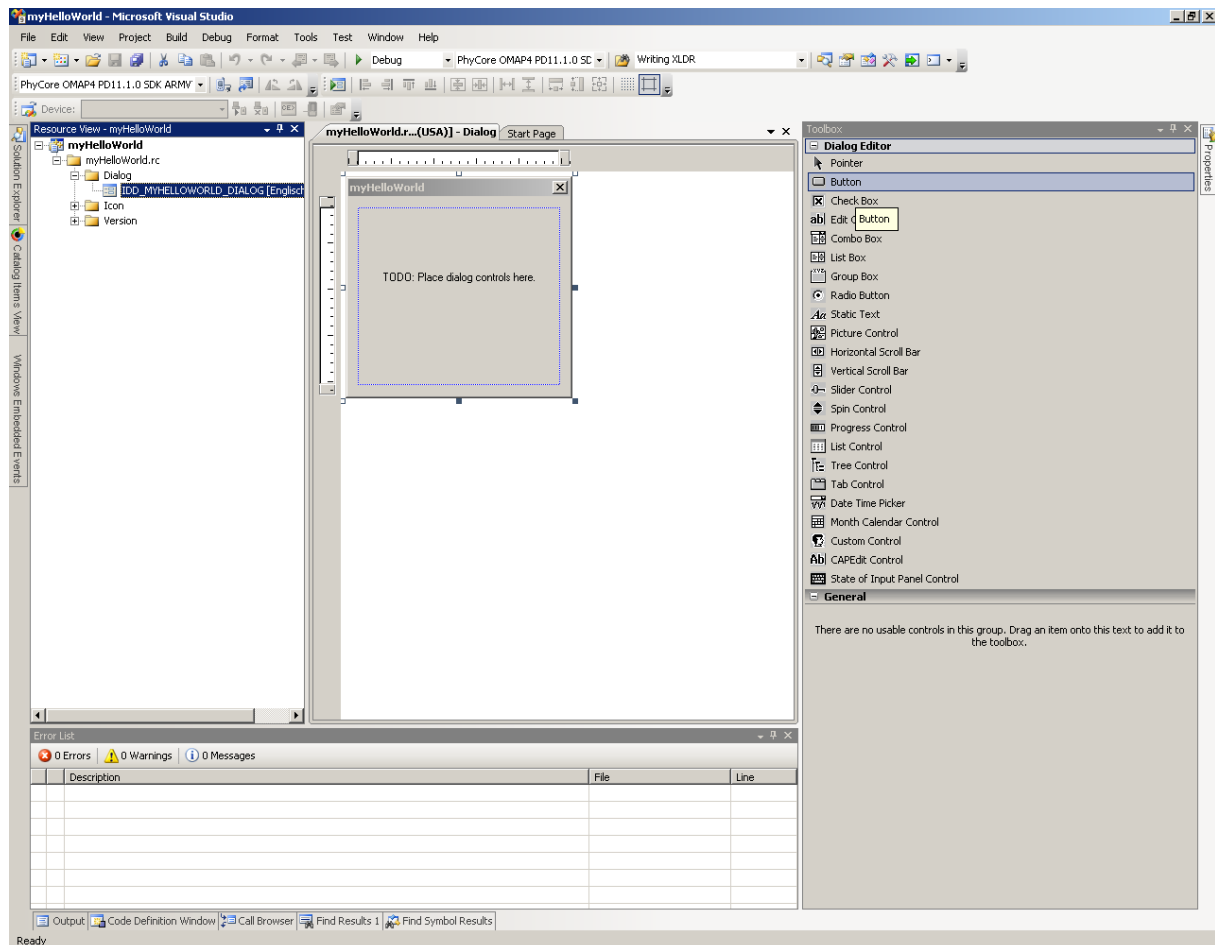 myHelloWorld - Microsoft Visual Studio
File Edit View Project Build Debug Format Tools Test Window Help
Debug PhyCore OMAP4 PD11.1.0 SD Writing XLDR
PhyCore OMAP4 PD11.1.0 SDK ARMV
Device:
Resource View - myHelloWorld
myHelloWorld
myHelloWorld.rc
Dialog
IDD_MYHELLOWORLD_DIALOG [Englisch
Icon
Version
Solution Explorer
Catalog Items View
Windows Embedded Events
myHelloWorld.r...(USA)] - Dialog Start Page
myHelloWorld
TODO: Place dialog controls here.
Toolbox
Dialog Editor
Pointer
Button
Check Box
Edit C
Button
Combo Box
List Box
Group Box
Radio Button
Aa Static Text
Picture Control
Horizontal Scroll Bar
Vertical Scroll Bar
Slider Control
Spin Control
Progress Control
List Control
Tree Control
Tab Control
Date Time Picker
Month Calendar Control
Custom Control
Ab CAPEdit Control
State of Input Panel Control
General
There are no usable controls in this group. Drag an item onto this text to add it to
the toolbox.
Properties
Error List
0 Errors 0 Warnings 0 Messages
Description File Line
Output Code Definition Window Call Browser Find Results 1 Find Symbol Results
Ready